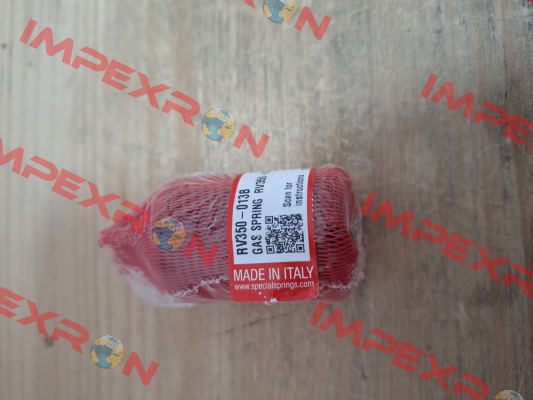 IMPEXRON
IMPEXRON
IMPEXRON
IMPEXRON
IMPEXRON
IMPEXRON
RV350-013B
GAS SPRING RV350
Scan for
instructions
MADE IN ITALY
www.specialsprings.com